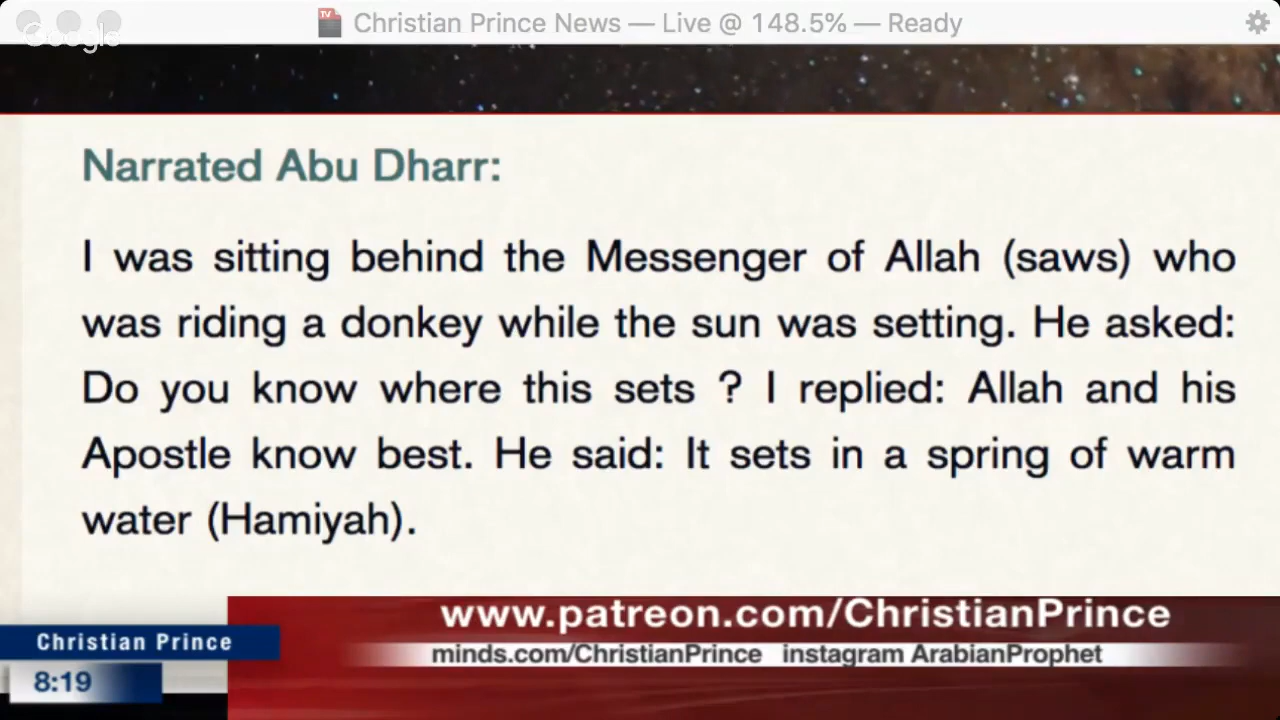 Christian Prince News — Live @ 148.5% — Ready
Google
Narrated Abu Dharr:
I was sitting behind the Messenger of Allah (saws) who
was riding a donkey while the sun was setting. He asked:
Do you know where this sets ? I replied: Allah and his
Apostle know best. He said: It sets in a spring of warm
water (Hamiyah).
www.patreon.com/ChristianPrince
Christian Prince
minds.com/ChristianPrince instagram ArabianProphet
8:19